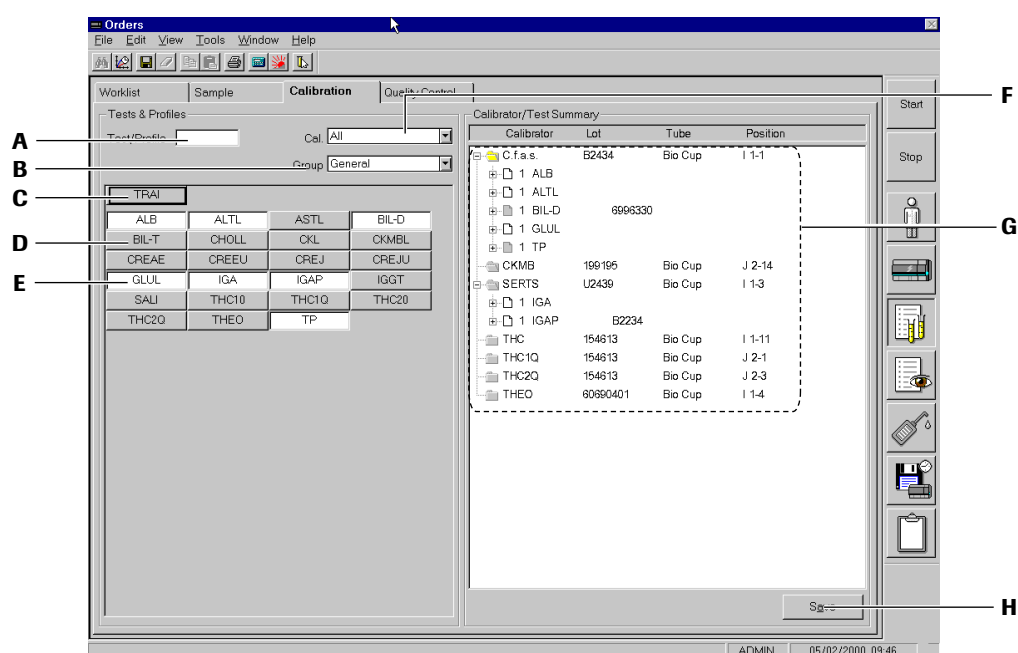 Orders
File Edit View Tools Window Help
Worklist Sample Calibration Quality Control
Start
F
Tests & Profiles
Calibrator/Test Summary
A
Test/Profile Cal. All
Calibrator Lot Tube Position
B
Group General
Stop
C.f.a.s. B2434 Bio Cup I 1-1
1 ALB
C
TRAI
1 ALTL
ALB ALTL ASTL BIL-D
1 BIL-D 6996330
G
D
BIL-T CHOLL CKL CKMBL
1 GLUL
1 TP
CREAE CREEU CREJ CREJU
CKMB 199195 Bio Cup J 2-14
E
GLUL IGA IGAP IGGT
SERTS U2439 Bio Cup I 1-3
SALI THC10 THC1Q THC20
1 IGA
THC2Q THEO TP
1 IGAP B2234
THC 154613 Bio Cup I 1-11
THC1Q 154613 Bio Cup J 2-1
THC2Q 154613 Bio Cup J 2-3
THEO 60690401 Bio Cup I 1-4
Save
H
ADMIN 05/02/2000 09:46